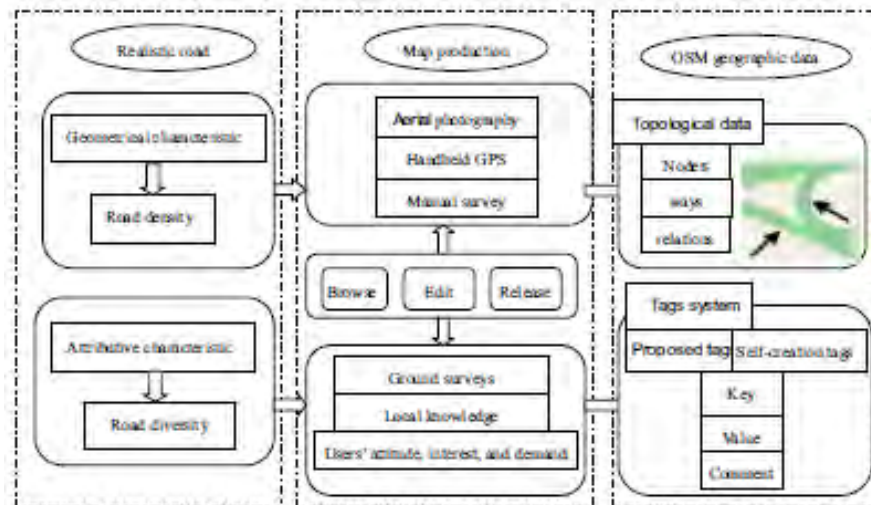 Realistic road
Geometrical characteristic
Road density
Attributive characteristic
Road diversity
Map production
Aerial photography
Handheld GPS
Manual survey
Browse
Edit
Release
Ground surveys
Local knowledge
Users' attitude, interest, and demand
OSM geographic data
Topological data
Nodes
ways
relations
Tags system
Proposed tag
Self-creation tags
Key
Value
Comment